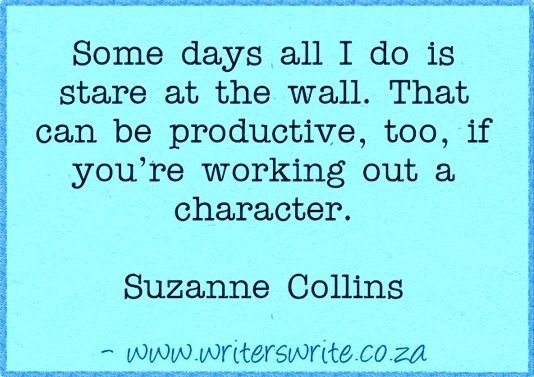 Some days all I do is
stare at the wall. That
can be productive, too, if
you’re working out a
character.
Suzanne Collins
- www.writerswrite.co.za